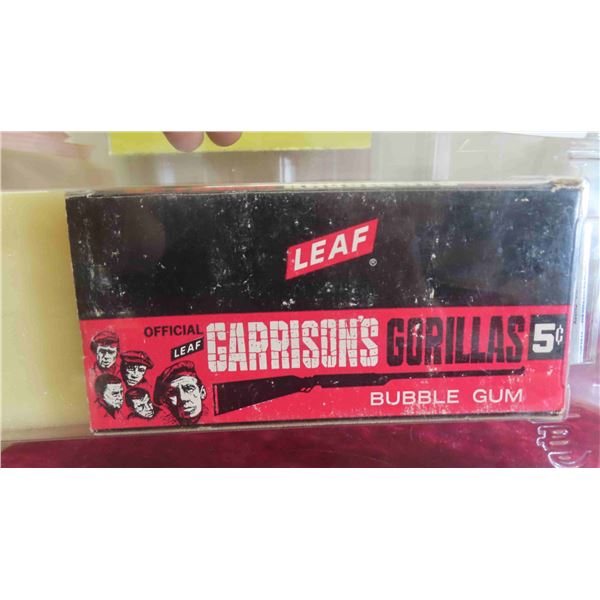 LEAF
®
OFFICIAL
LEAF
GARRISON'S GORILLAS 5¢
BUBBLE GUM